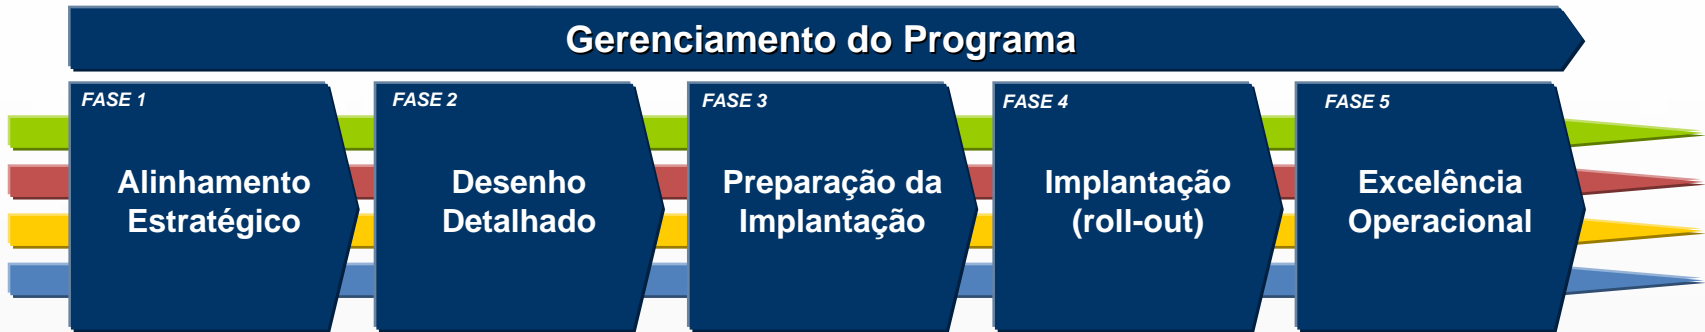 Gerenciamento do Programa
FASE 1
Alinhamento
Estratégico
FASE 2
Desenho
Detalhado
FASE 3
Preparação da
Implantação
FASE 4
Implantação
(roll-out)
FASE 5
Excelência
Operacional